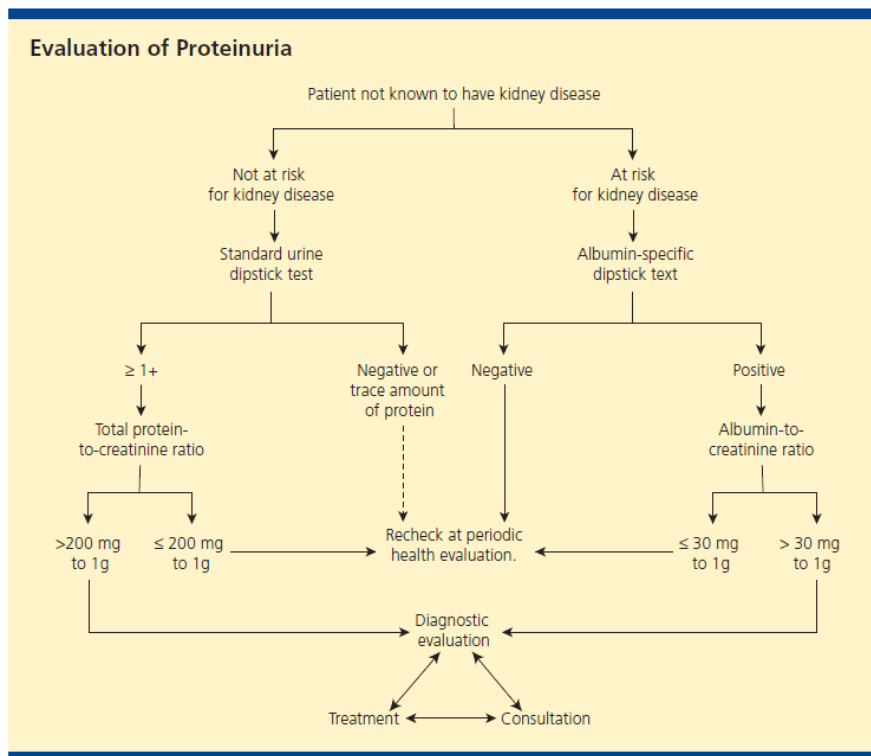 Evaluation of Proteinuria
Patient not known to have kidney disease
Not at risk
for kidney disease
At risk
for kidney disease
Standard urine
dipstick test
Albumin-specific
dipstick text
≥ 1+
Negative or
trace amount
of protein
Negative
Positive
Total protein-
to-creatinine ratio
Albumin-to-
creatinine ratio
>200 mg
to 1g
≤ 200 mg
to 1g
Recheck at periodic
health evaluation.
≤ 30 mg
to 1g
> 30 mg
to 1g
Diagnostic
evaluation
Treatment
Consultation